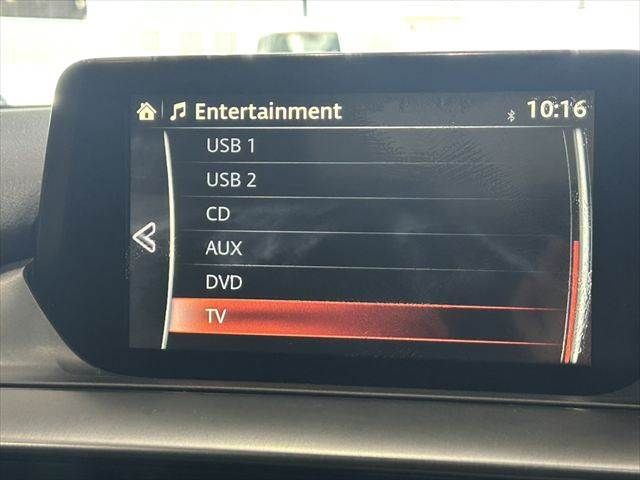 Entertainment 10:16
USB 1
USB 2
CD
AUX
DVD
TV